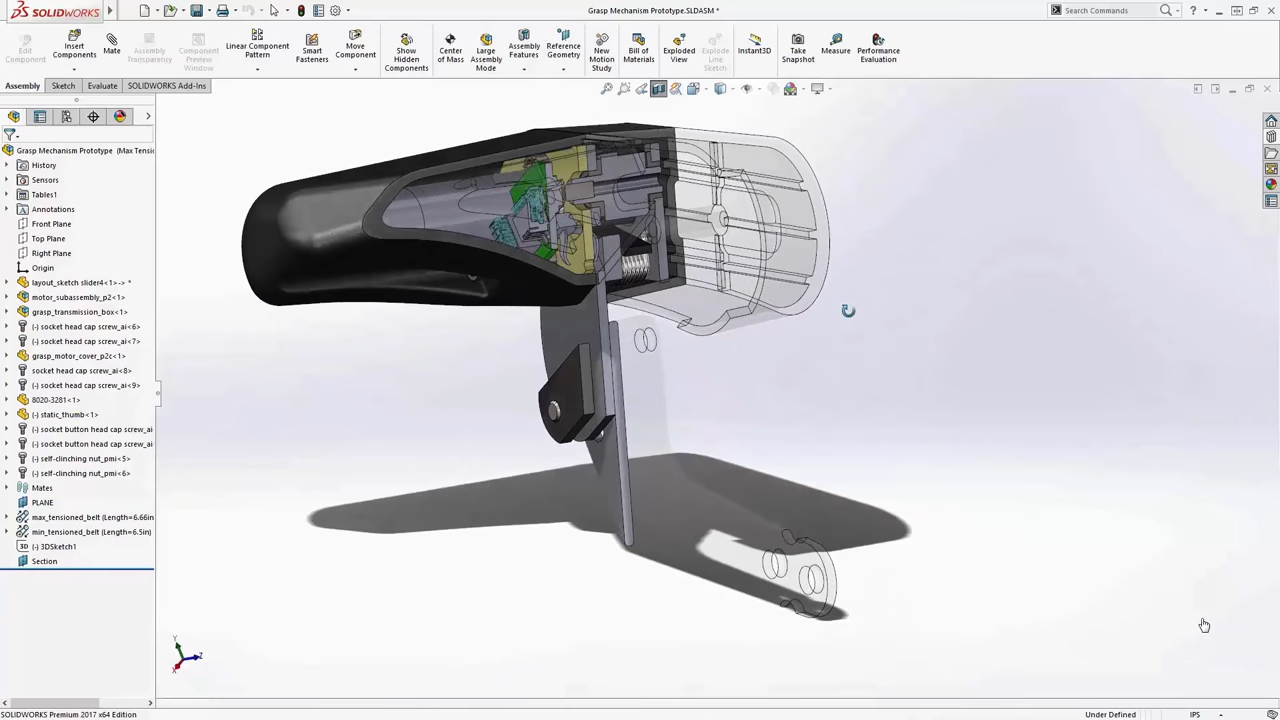 SOLIDWORKS
Grasp Mechanism Prototype.SLDASM *
Search Commands
Edit Component
Insert Components
Mate
Assembly Transparency
Component Preview Window
Linear Component Pattern
Smart Fasteners
Move Component
Show Hidden Components
Center of Mass
Large Assembly Mode
Assembly Features
Reference Geometry
New Motion Study
Bill of Materials
Exploded View
Explode Line Sketch
Instant3D
Take Snapshot
Measure
Performance Evaluation
Assembly
Sketch
Evaluate
SOLIDWORKS Add-Ins
Grasp Mechanism Prototype (Max Tensi
History
Sensors
Tables1
Annotations
Front Plane
Top Plane
Right Plane
Origin
layout_sketch slider4<1> -> *
motor_subassembly_p2<1>
grasp_transmission_box<1>
(-) socket head cap screw_ai<6>
(-) socket head cap screw_ai<7>
grasp_motor_cover_p2c<1>
socket head cap screw_ai<8>
(-) socket head cap screw_ai<9>
8020-3281<1>
(-) static_thumb<1>
(-) socket button head cap screw_ai
(-) socket button head cap screw_ai
(-) self-clinching nut_pmi<5>
(-) self-clinching nut_pmi<6>
Mates
PLANE
max_tensioned_belt (Length=6.66in
min_tensioned_belt (Length=6.5in)
3D (-) 3DSketch1
Section
Y
Z
X
SOLIDWORKS Premium 2017 x64 Edition
Under Defined
IPS